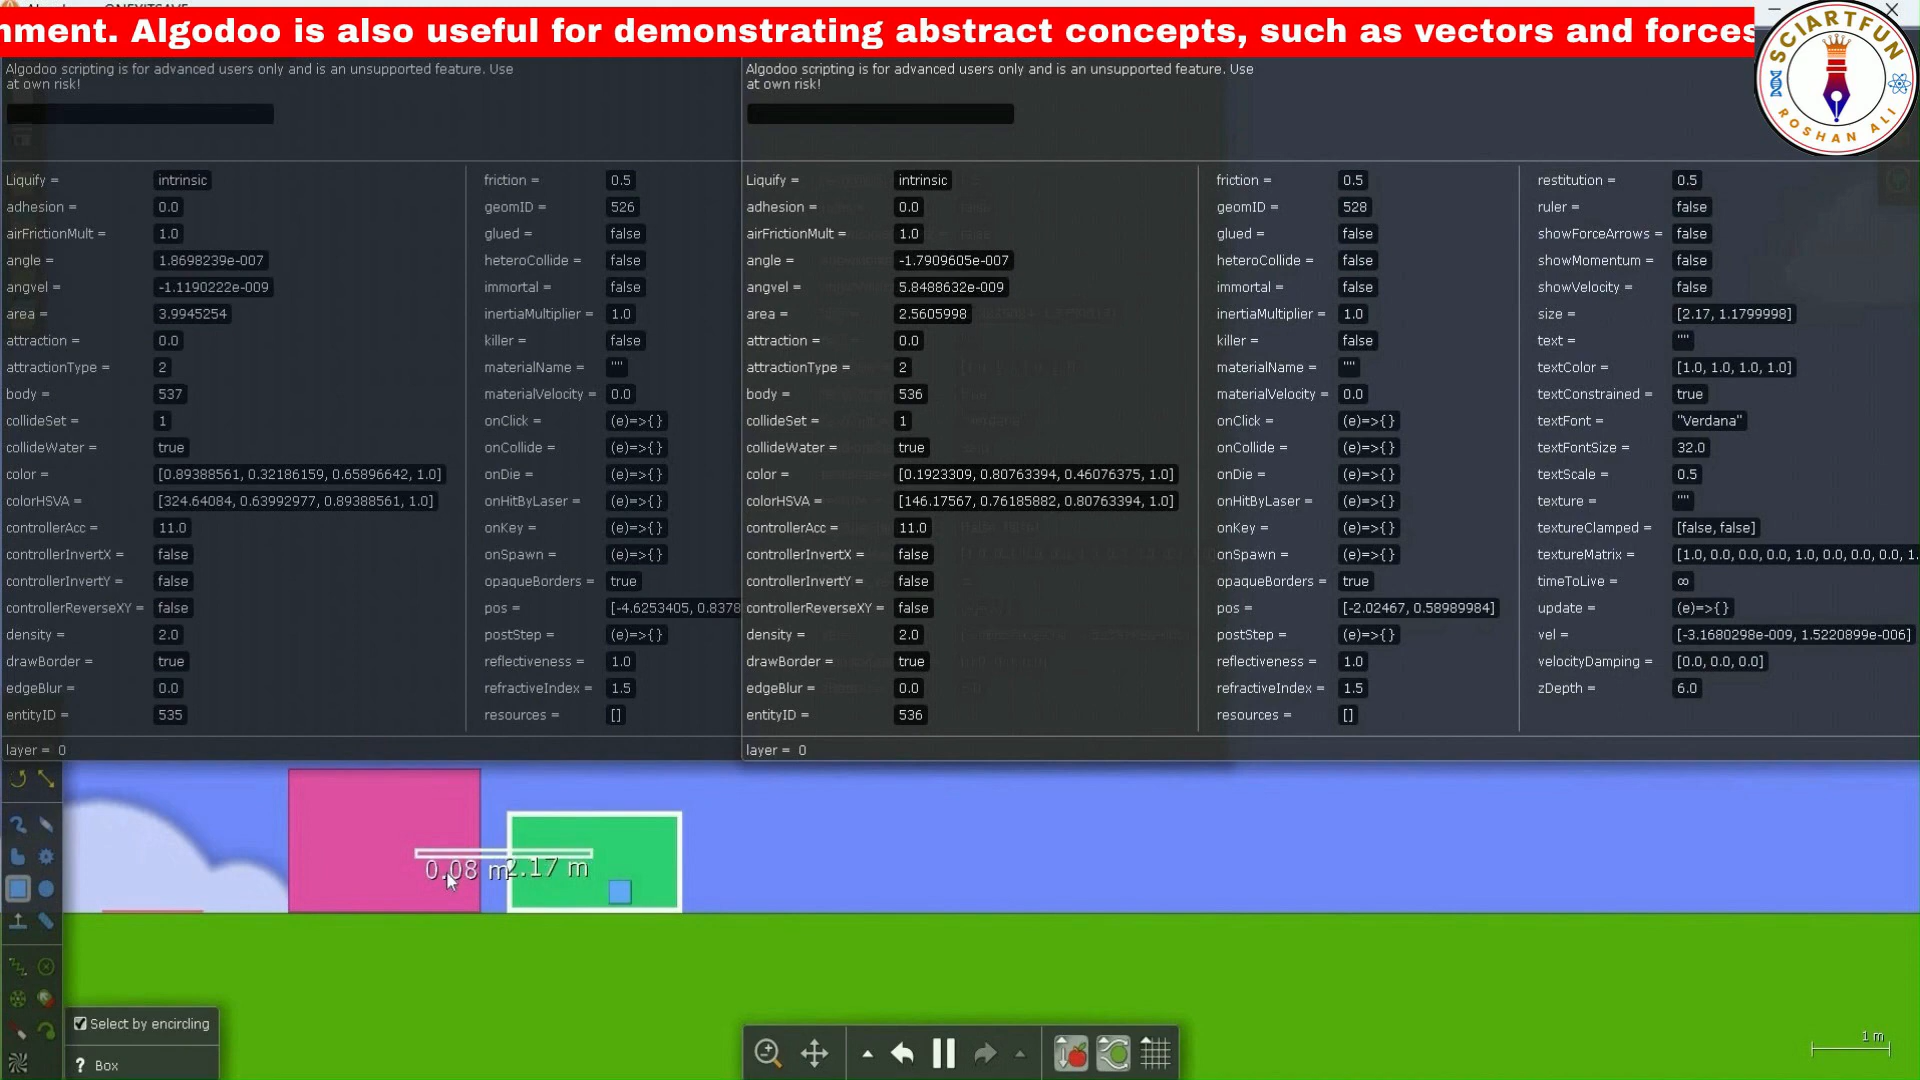 nment. Algodoo is also useful for demonstrating abstract concepts, such as vectors and forces
SCIARTFUN
ROSHAN ALI
Algodoo scripting is for advanced users only and is an unsupported feature. Use
at own risk!
Liquify = intrinsic
adhesion = 0.0
airFrictionMult = 1.0
angle = 1.8698239e-007
angvel = -1.1190222e-009
area = 3.9945254
attraction = 0.0
attractionType = 2
body = 537
collideSet = 1
collideWater = true
color = [0.89388561, 0.32186159, 0.65896642, 1.0]
colorHSVA = [324.64084, 0.63992977, 0.89388561, 1.0]
controllerAcc = 11.0
controllerInvertX = false
controllerInvertY = false
controllerReverseXY = false
density = 2.0
drawBorder = true
edgeBlur = 0.0
entityID = 535
friction = 0.5
geomID = 526
glued = false
heteroCollide = false
immortal = false
inertiaMultiplier = 1.0
killer = false
materialName = ""
materialVelocity = 0.0
onClick = (e)=>{}
onCollide = (e)=>{}
onDie = (e)=>{}
onHitByLaser = (e)=>{}
onKey = (e)=>{}
onSpawn = (e)=>{}
opaqueBorders = true
pos = [-4.6253405, 0.8378
postStep = (e)=>{}
reflectiveness = 1.0
refractiveIndex = 1.5
resources = []
layer = 0
Algodoo scripting is for advanced users only and is an unsupported feature. Use
at own risk!
Liquify = intrinsic
adhesion = 0.0
airFrictionMult = 1.0
angle = -1.7909605e-007
angvel = 5.8488632e-009
area = 2.5605998
attraction = 0.0
attractionType = 2
body = 536
collideSet = 1
collideWater = true
color = [0.1923309, 0.80763394, 0.46076375, 1.0]
colorHSVA = [146.17567, 0.76185882, 0.80763394, 1.0]
controllerAcc = 11.0
controllerInvertX = false
controllerInvertY = false
controllerReverseXY = false
density = 2.0
drawBorder = true
edgeBlur = 0.0
entityID = 536
friction = 0.5
geomID = 528
glued = false
heteroCollide = false
immortal = false
inertiaMultiplier = 1.0
killer = false
materialName = ""
materialVelocity = 0.0
onClick = (e)=>{}
onCollide = (e)=>{}
onDie = (e)=>{}
onHitByLaser = (e)=>{}
onKey = (e)=>{}
onSpawn = (e)=>{}
opaqueBorders = true
pos = [-2.02467, 0.58989984]
postStep = (e)=>{}
reflectiveness = 1.0
refractiveIndex = 1.5
resources = []
restitution = 0.5
ruler = false
showForceArrows = false
showMomentum = false
showVelocity = false
size = [2.17, 1.1799998]
text = ""
textColor = [1.0, 1.0, 1.0, 1.0]
textConstrained = true
textFont = "Verdana"
textFontSize = 32.0
textScale = 0.5
texture = ""
textureClamped = [false, false]
textureMatrix = [1.0, 0.0, 0.0, 0.0, 1.0, 0.0, 0.0, 0.0, 1.
timeToLive = ∞
update = (e)=>{}
vel = [-3.1680298e-009, 1.5220899e-006]
velocityDamping = [0.0, 0.0, 0.0]
zDepth = 6.0
layer = 0
0.08 m
2.17 m
Select by encircling
? Box
1 m